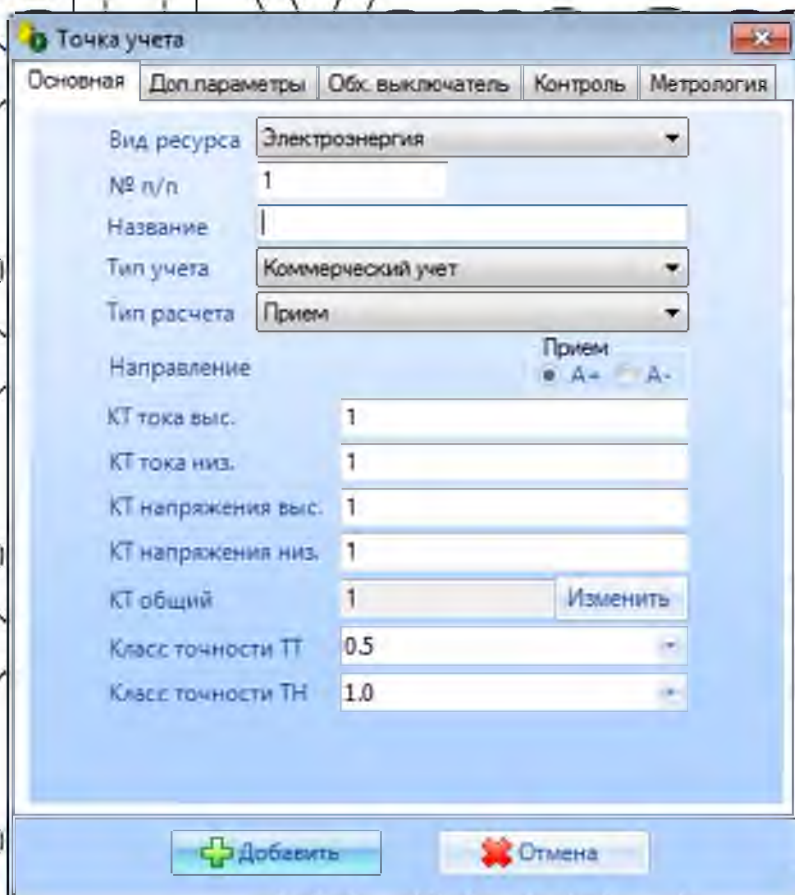 Точка учета
Основная Доп.параметры Обх. выключатель Контроль Метрология
Вид ресурса Электроэнергия
№ п/п 1
Название
Тип учета Коммерческий учет
Тип расчета Прием
Прием
Направление A+ A-
КТ тока выс. 1
КТ тока низ. 1
КТ напряжения выс. 1
КТ напряжения низ. 1
КТ общий 1 Изменить
Класс точности ТТ 0.5
Класс точности ТН 1.0
Добавить Отмена